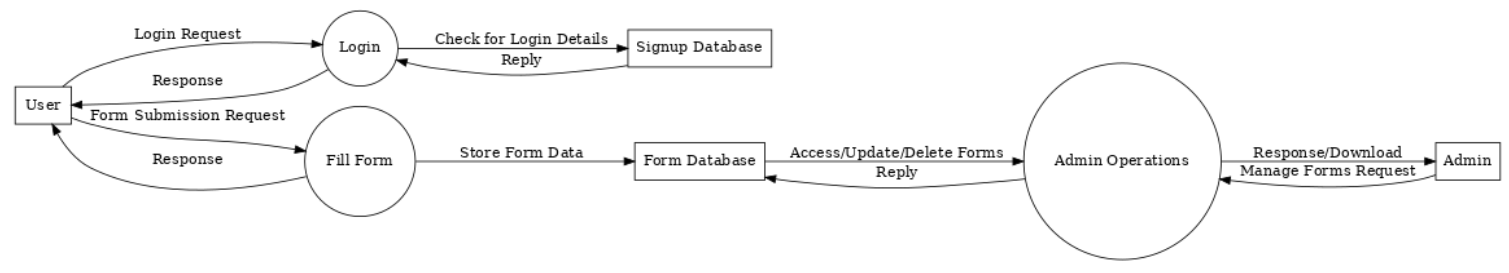 Login Request
Login
Check for Login Details
Signup Database
Reply
Response
User
Form Submission Request
Response
Fill Form
Store Form Data
Form Database
Access/Update/Delete Forms
Reply
Admin Operations
Response/Download
Manage Forms Request
Admin